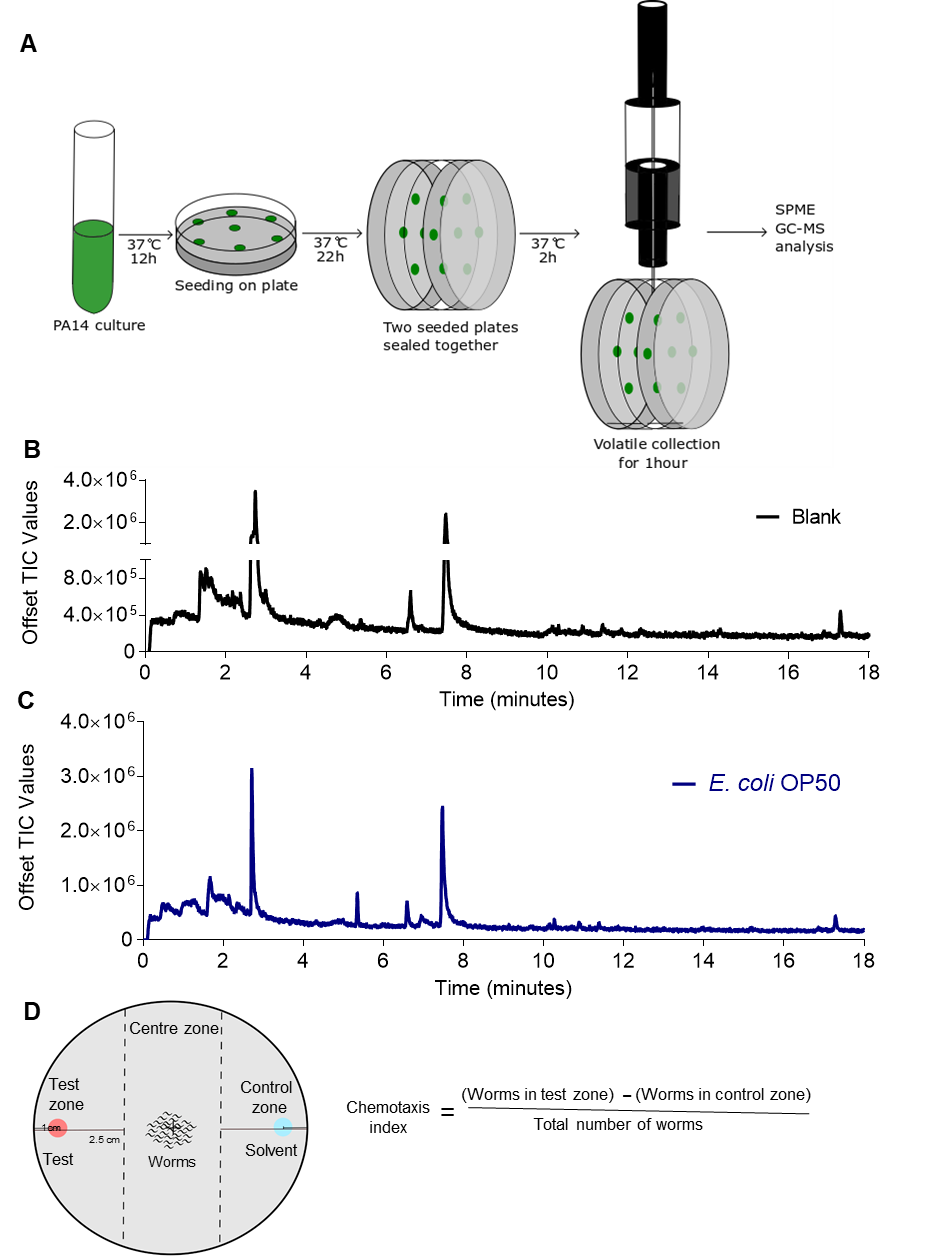 A
37℃
12h
37℃
22h
37℃
2h
SPME
GC-MS
analysis
Seeding on plate
PA14 culture
Two seeded plates
sealed together
Volatile collection
for 1hour
B
Offset TIC Values
4.0×10⁶
2.0×10⁶
8.0×10⁵
4.0×10⁵
0
Blank
0 2 4 6 8 10 12 14 16 18
Time (minutes)
C
Offset TIC Values
4.0×10⁶
3.0×10⁶
2.0×10⁶
1.0×10⁶
0
E. coli OP50
0 2 4 6 8 10 12 14 16 18
Time (minutes)
D
Centre zone
Test
zone
Control
zone
1cm
2.5 cm
Test
Worms
Solvent
Chemotaxis
index
=
(Worms in test zone) – (Worms in control zone)
Total number of worms